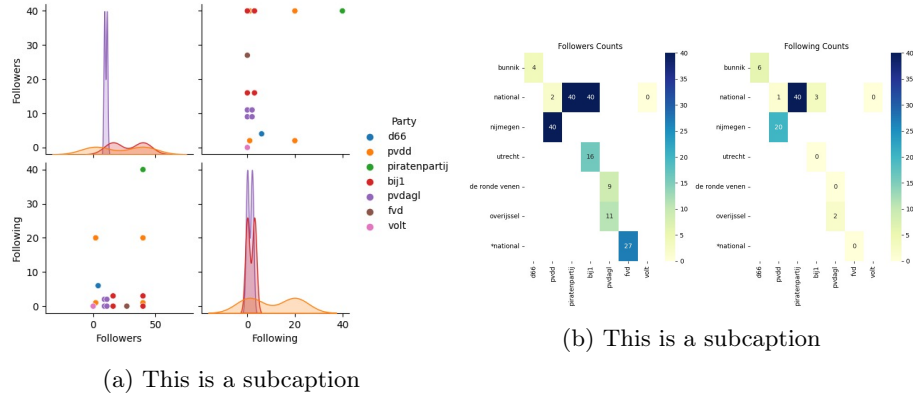 40
30
20
10
0
Followers
40
30
20
10
0
Following
0
50
Followers
0
20
40
Following
Party
d66
pvdd
piratenpartij
bij1
pvdagl
fvd
volt
(a) This is a subcaption
Followers Counts
bunnik
national
nijmegen
utrecht
de ronde venen
overijssel
*national
4
2 40 40 0
40
16
9
11
27
d66
pvdd
piratenpartij
bij1
pvdagl
fvd
volt
40
35
30
25
20
15
10
5
0
Following Counts
bunnik
national
nijmegen
utrecht
de ronde venen
overijssel
*national
6
1 40 3 0
20
0
0
2
0
d66
pvdd
piratenpartij
bij1
pvdagl
fvd
volt
40
35
30
25
20
15
10
5
0
(b) This is a subcaption